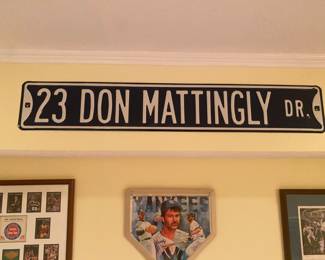 23 DON MATTINGLY DR.
YANKEES